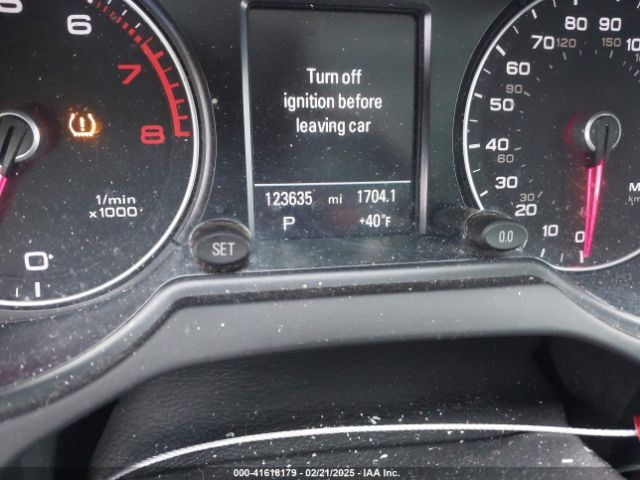 6
7
8
1/min
x1000
0
Turn off
ignition before
leaving car
123635 mi 1704.1
P +40°F
SET
0.0
80 90
70 120 150
60
90
50
40
60
30
30
20
10
0
000-41618179 - 02/21/2025 - IAA Inc.